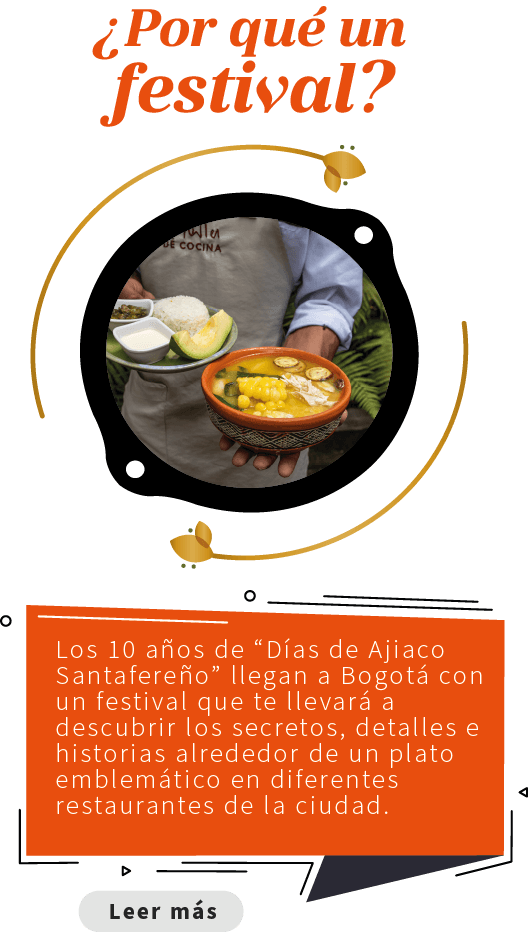 ¿Por qué un
festival?
DE COCINA
Los 10 años de “Días de Ajiaco
Santafereño” llegan a Bogotá con
un festival que te llevará a
descubrir los secretos, detalles e
historias alrededor de un plato
emblemático en diferentes
restaurantes de la ciudad.
Leer más